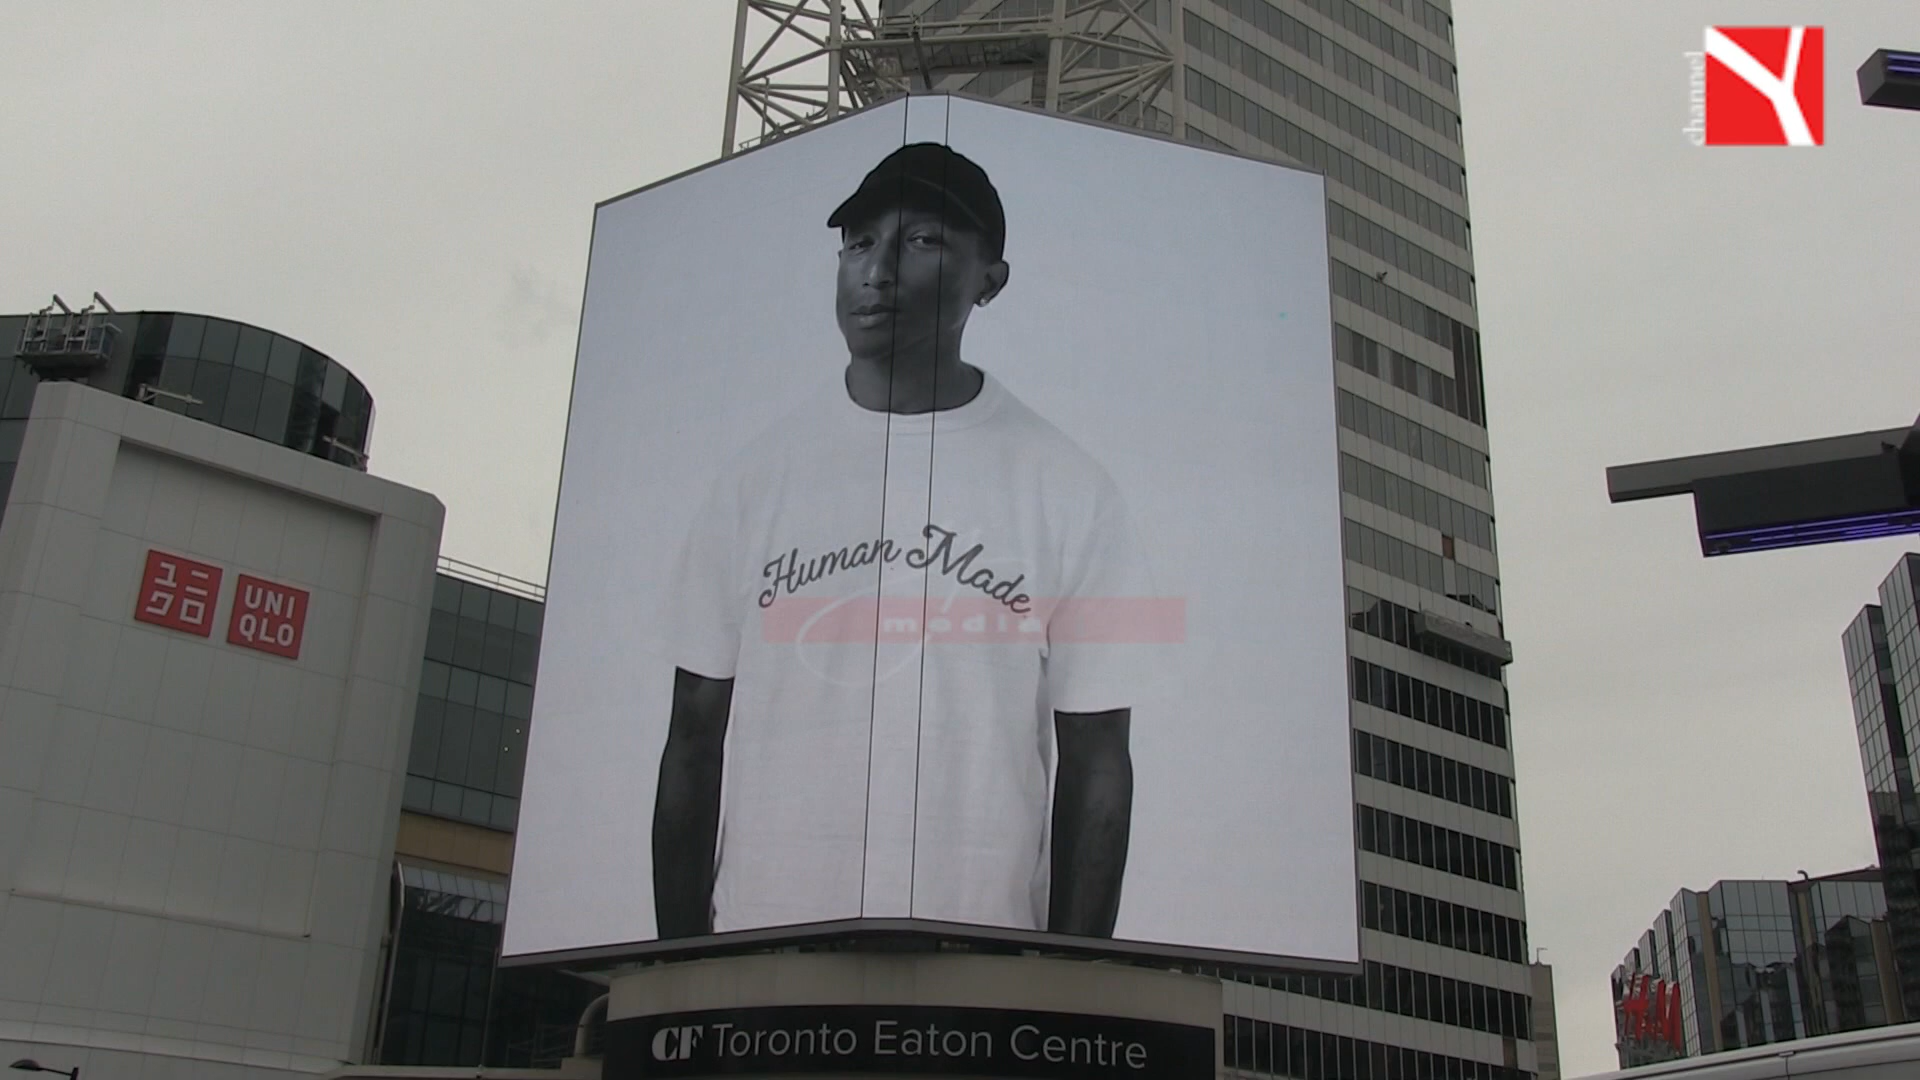 channel
Y
Human Made
media
ユニ
クロ
UNI
QLO
CF Toronto Eaton Centre
H&M